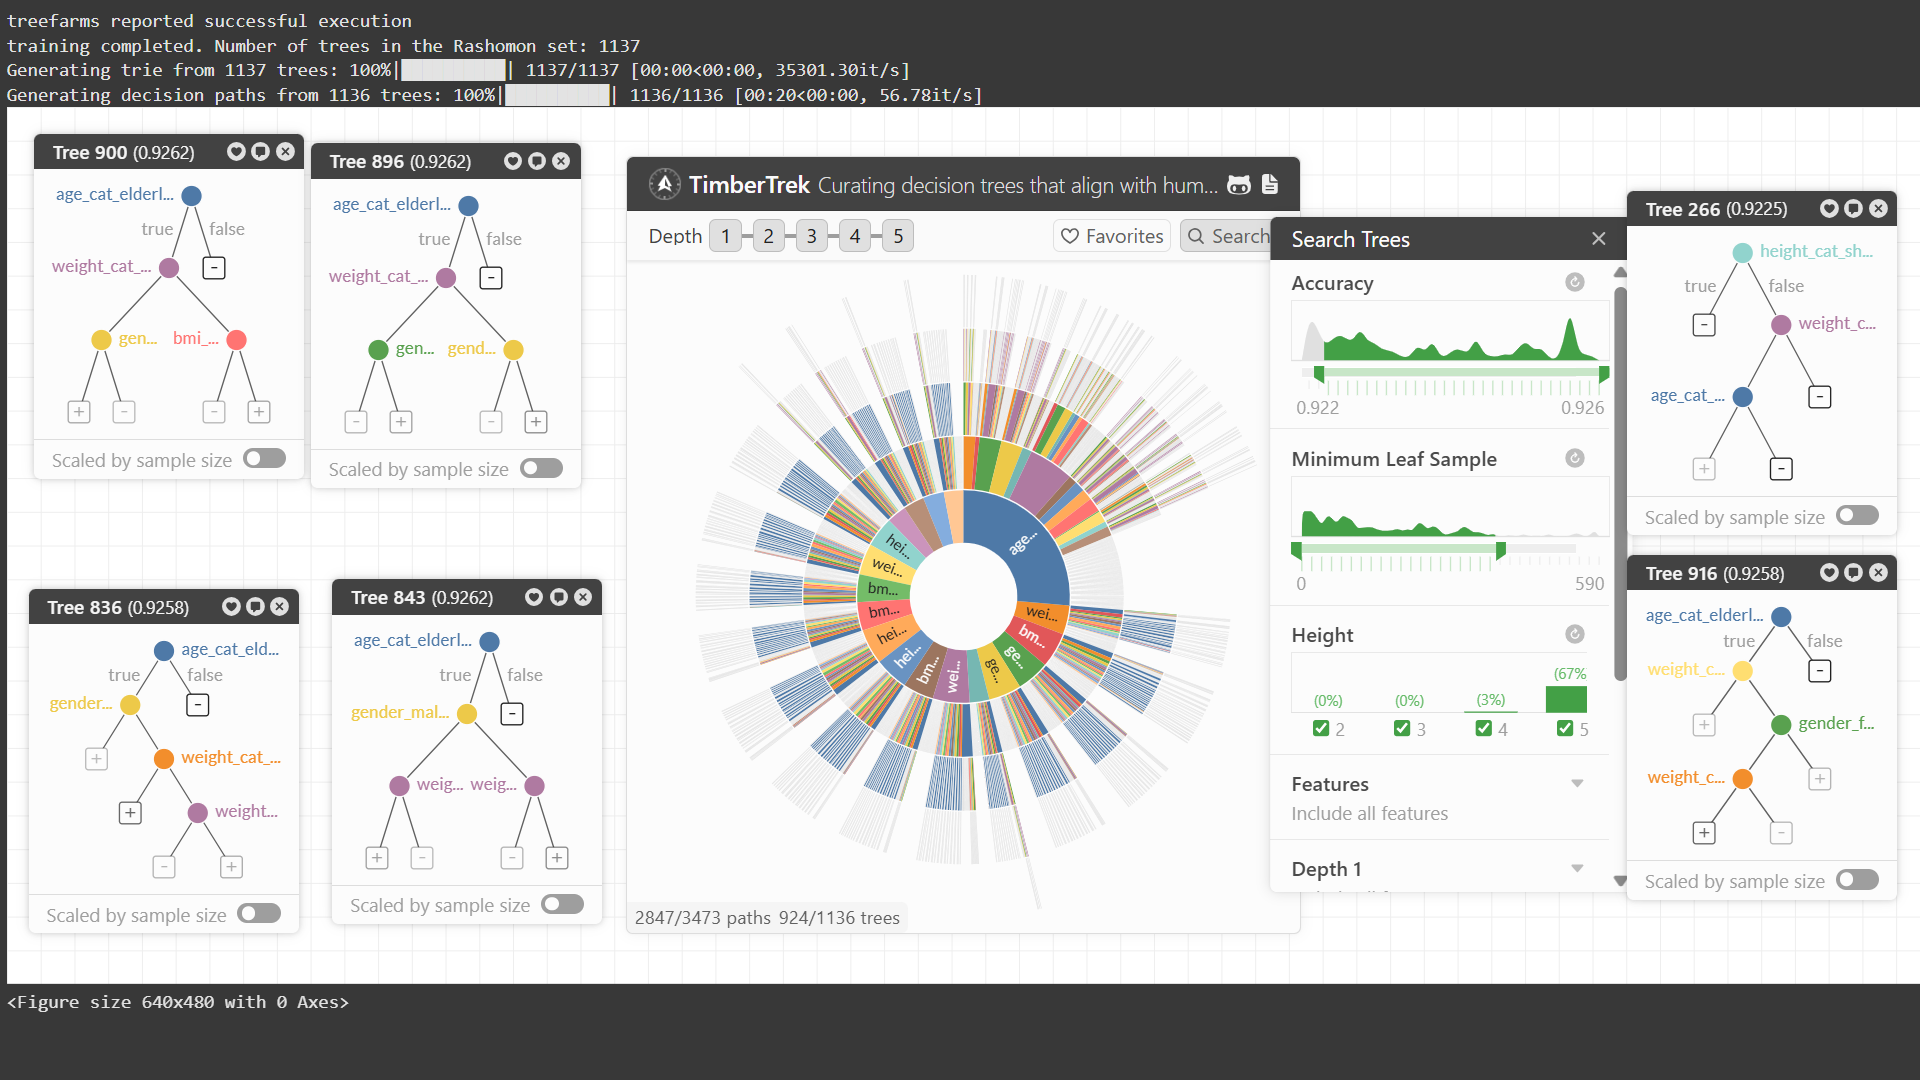 treefarms reported successful execution
training completed. Number of trees in the Rashomon set: 1137
Generating trie from 1137 trees: 100%|██████████| 1137/1137 [00:00<00:00, 35301.30it/s]
Generating decision paths from 1136 trees: 100%|██████████| 1136/1136 [00:20<00:00, 56.78it/s]
Tree 900 (0.9262)
age_cat_elderl...
true false
weight_cat_... -
gen... bmi_...
+ - - +
Scaled by sample size
Tree 896 (0.9262)
age_cat_elderl...
true false
weight_cat_... -
gen... gend...
- + - +
Scaled by sample size
Tree 836 (0.9258)
age_cat_eld...
true false
gender... -
+ weight_cat_...
+ weight...
- +
Scaled by sample size
Tree 843 (0.9262)
age_cat_elderl...
true false
gender_mal... -
weig... weig...
+ - - +
Scaled by sample size
TimberTrek Curating decision trees that align with hum...
Depth 1 2 3 4 5 Favorites Search
age...
wei...
bm...
ge...
ge...
wei...
bm...
hei...
hei...
bm...
bm...
wei...
hei...
2847/3473 paths 924/1136 trees
Search Trees
Accuracy
0.922 0.926
Minimum Leaf Sample
0 590
Height
(0%) (0%) (3%) (67%
2 3 4 5
Features
Include all features
Depth 1
Tree 266 (0.9225)
height_cat_sh...
true false
- weight_c...
age_cat_... -
+ -
Scaled by sample size
Tree 916 (0.9258)
age_cat_elderl...
true false
weight_c... -
+ gender_f...
weight_c... +
+ -
Scaled by sample size
<Figure size 640x480 with 0 Axes>